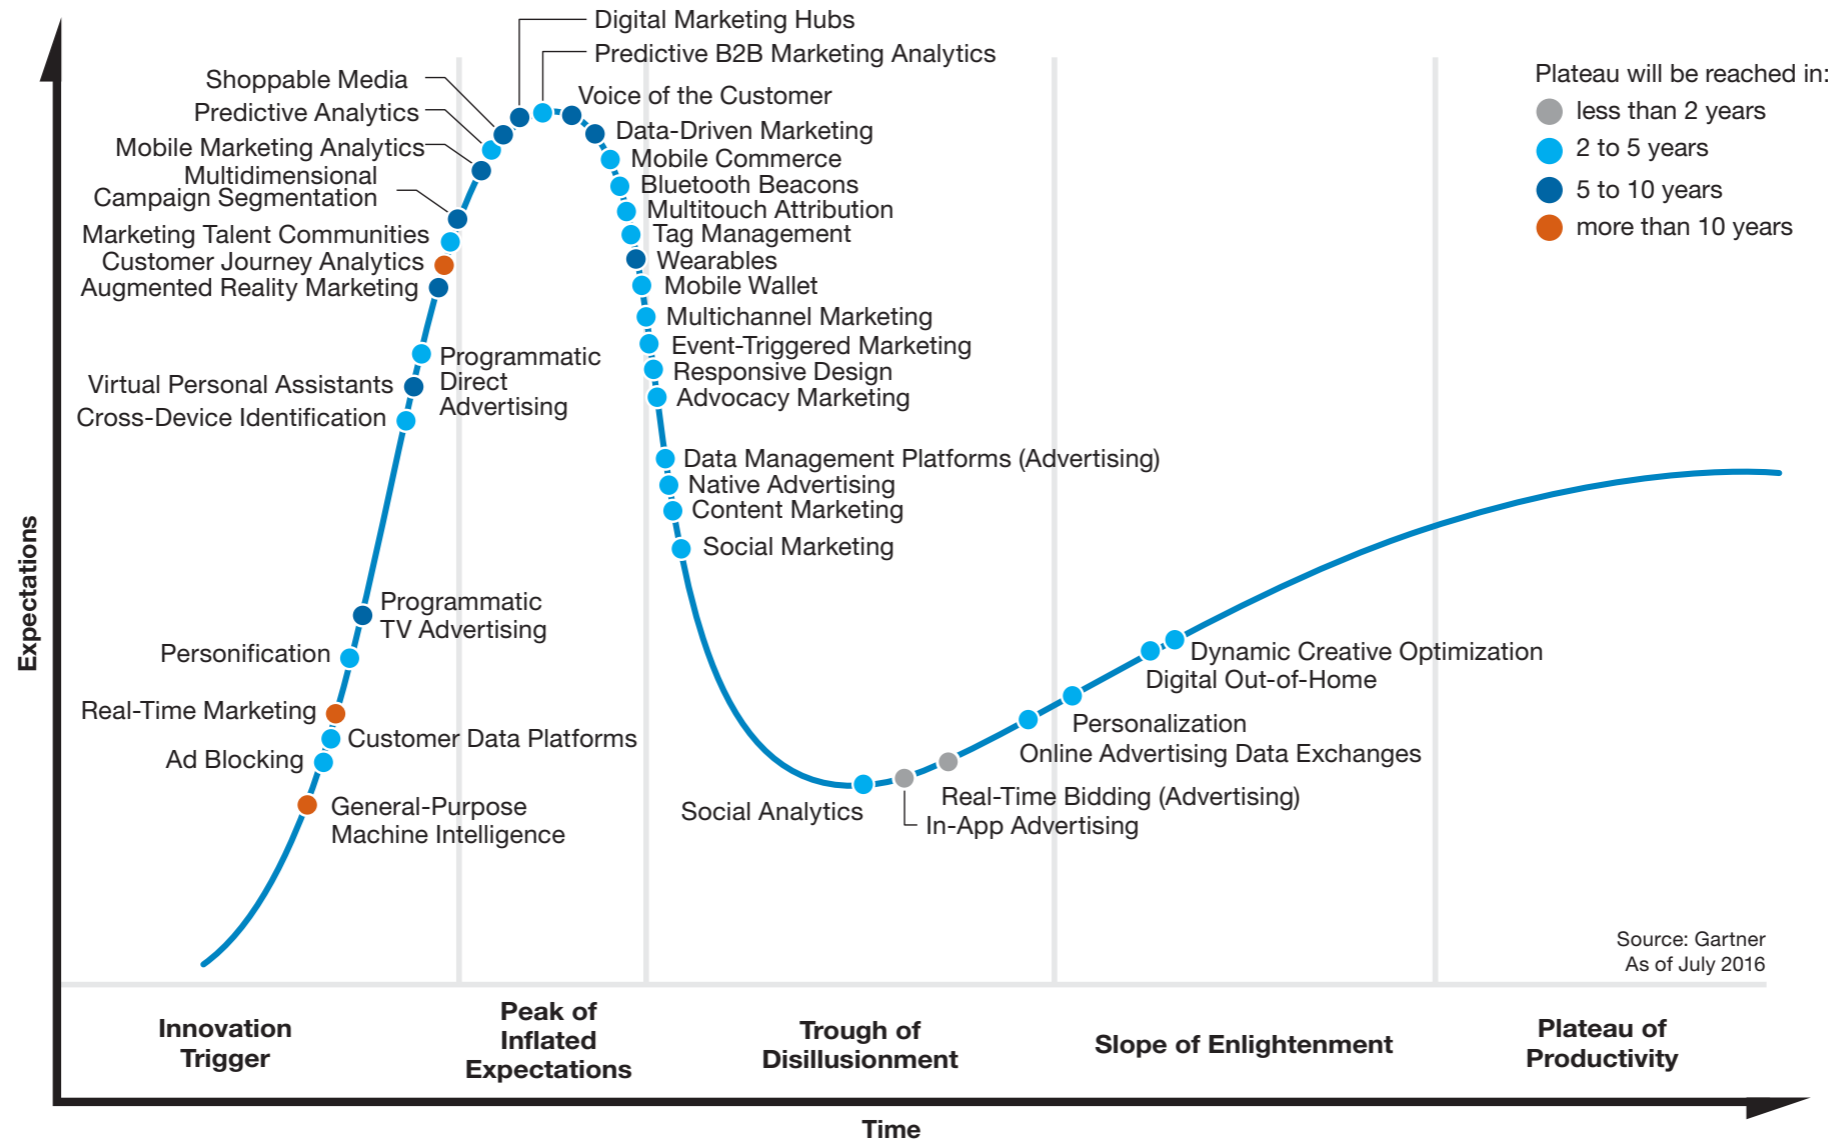 Digital Marketing Hubs
Predictive B2B Marketing Analytics
Shoppable Media
Predictive Analytics
Mobile Marketing Analytics
Multidimensional
Campaign Segmentation
Marketing Talent Communities
Customer Journey Analytics
Augmented Reality Marketing
Programmatic
Direct
Advertising
Virtual Personal Assistants
Cross-Device Identification
Programmatic
TV Advertising
Personification
Real-Time Marketing
Customer Data Platforms
Ad Blocking
General-Purpose
Machine Intelligence
Voice of the Customer
Data-Driven Marketing
Mobile Commerce
Bluetooth Beacons
Multitouch Attribution
Tag Management
Wearables
Mobile Wallet
Multichannel Marketing
Event-Triggered Marketing
Responsive Design
Advocacy Marketing
Data Management Platforms (Advertising)
Native Advertising
Content Marketing
Social Marketing
Social Analytics
In-App Advertising
Real-Time Bidding (Advertising)
Online Advertising Data Exchanges
Personalization
Digital Out-of-Home
Dynamic Creative Optimization
Plateau will be reached in:
less than 2 years
2 to 5 years
5 to 10 years
more than 10 years
Source: Gartner
As of July 2016
Expectations
Innovation
Trigger
Peak of
Inflated
Expectations
Trough of
Disillusionment
Slope of Enlightenment
Plateau of
Productivity
Time